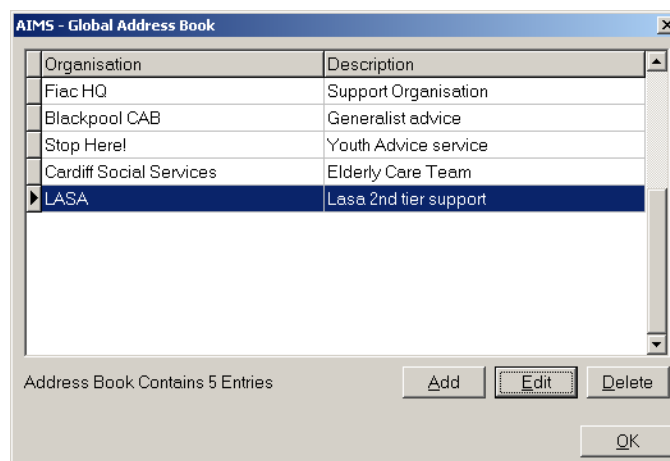 AIMS - Global Address Book
Organisation Description
Fiac HQ Support Organisation
Blackpool CAB Generalist advice
Stop Here! Youth Advice service
Cardiff Social Services Elderly Care Team
LASA Lasa 2nd tier support
Address Book Contains 5 Entries Add Edit Delete
OK